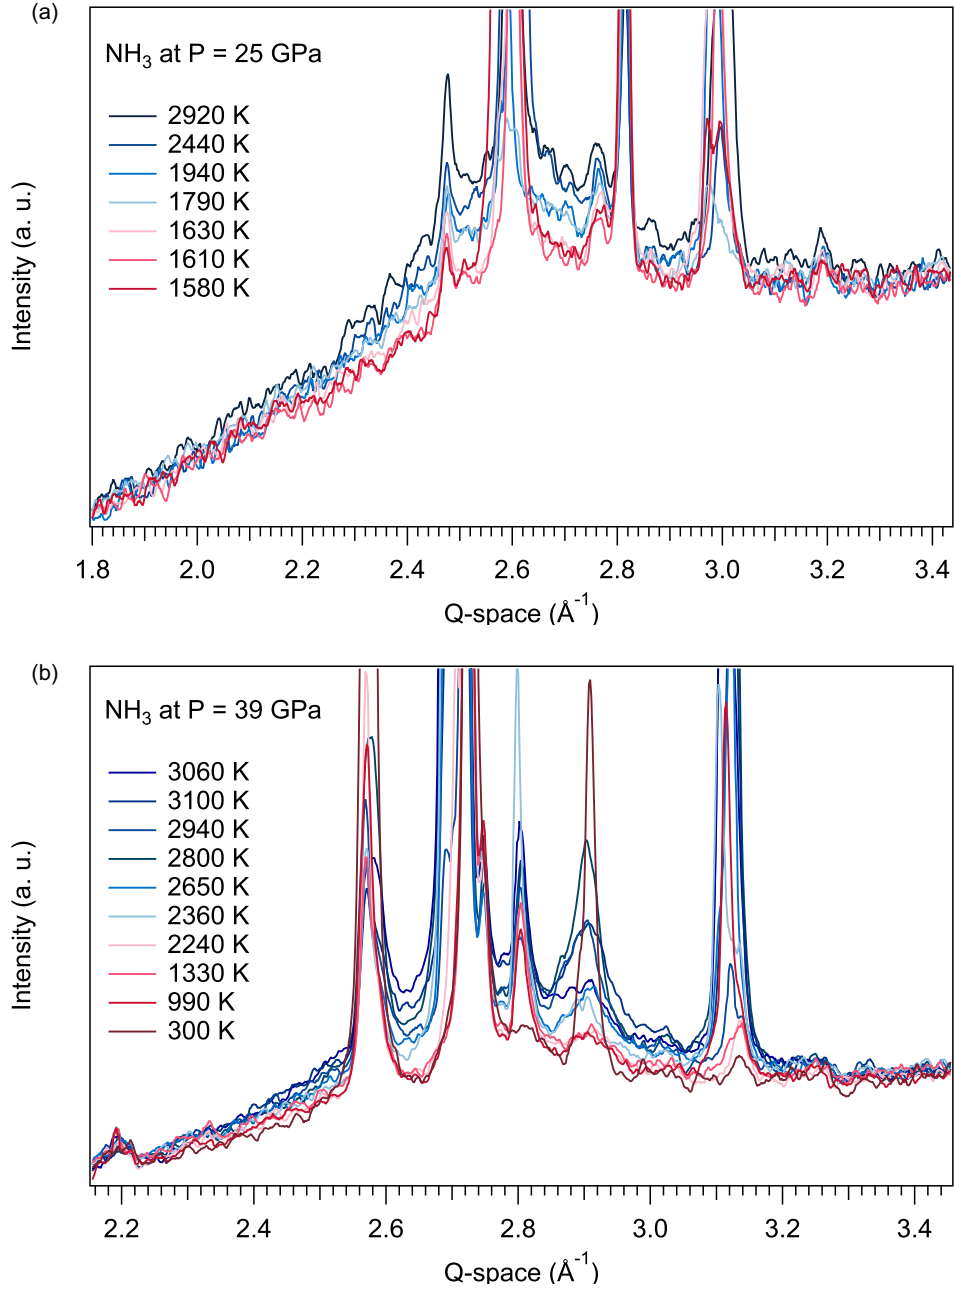 (a)
NH3 at P = 25 GPa
2920 K
2440 K
1940 K
1790 K
1630 K
1610 K
1580 K
Intensity (a. u.)
1.8 2.0 2.2 2.4 2.6 2.8 3.0 3.2 3.4
Q-space (Å-1)
(b)
NH3 at P = 39 GPa
3060 K
3100 K
2940 K
2800 K
2650 K
2360 K
2240 K
1330 K
990 K
300 K
Intensity (a. u.)
2.2 2.6 2.8 3.0 3.2 3.4
Q-space (Å-1)